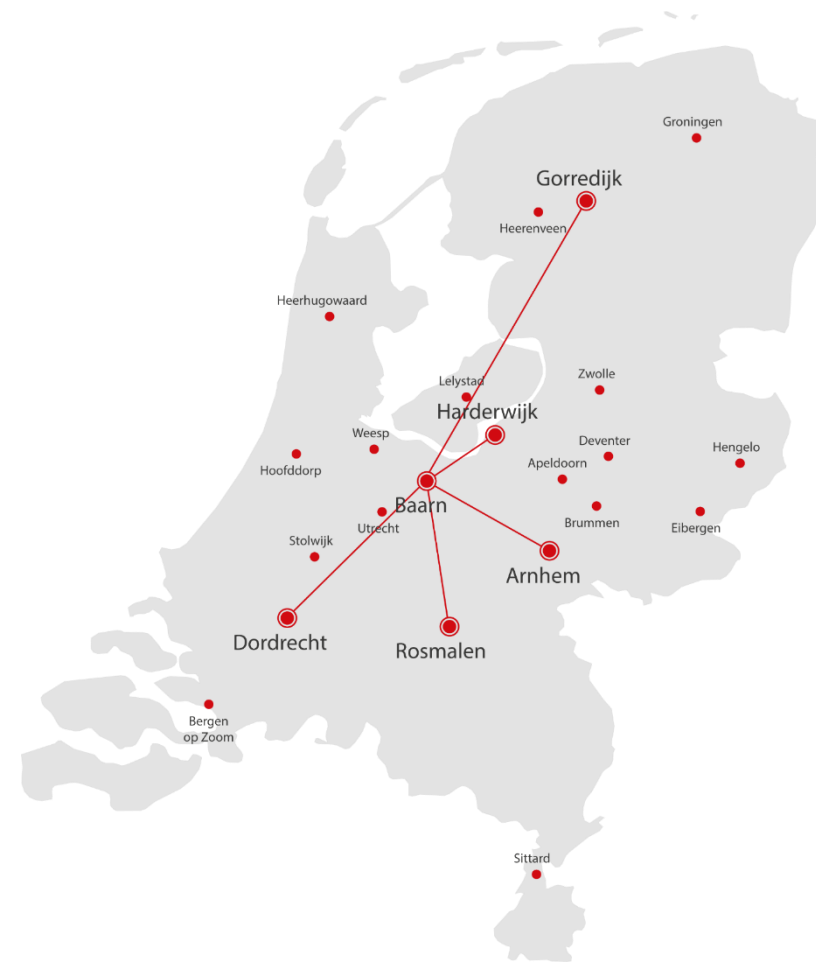 Groningen
Gorredijk
Heerenveen
Heerhugowaard
Zwolle
Lelystad
Harderwijk
Weesp
Deventer
Hengelo
Hoofddorp
Apeldoorn
Baarn
Brummen
Utrecht
Eibergen
Stolwijk
Arnhem
Dordrecht
Rosmalen
Bergen
op Zoom
Sittard